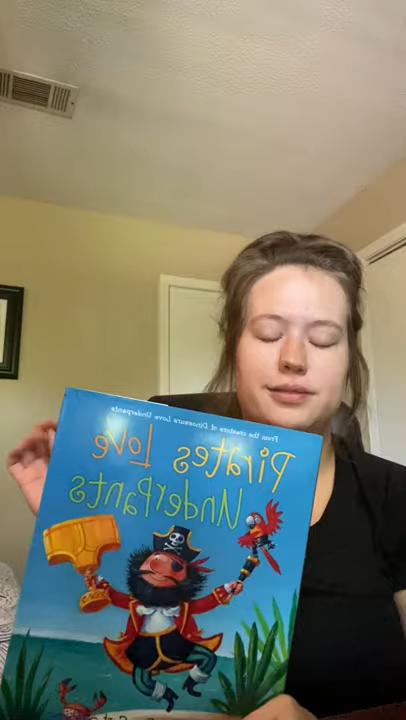 From the creators of Dinosaurs Love Underpants
Pirates Love
UnderPants